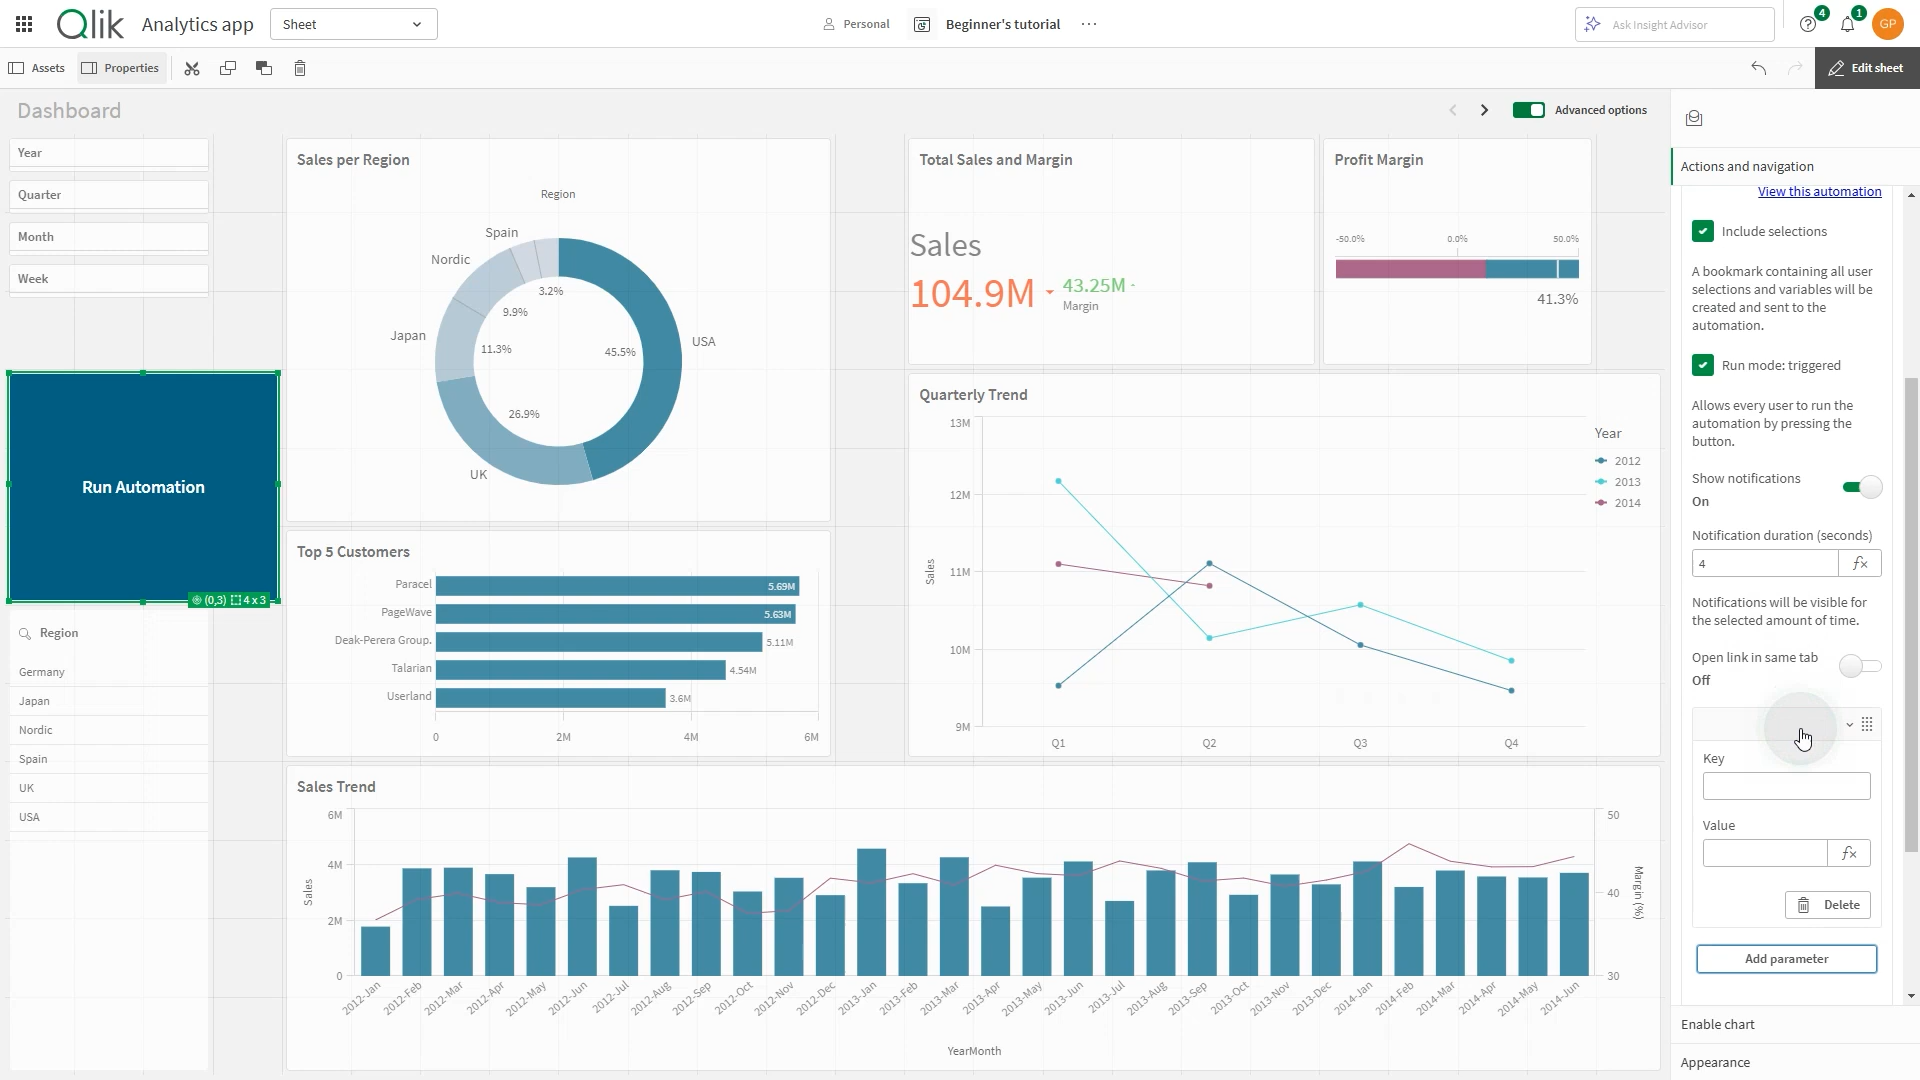 Qlik
Analytics app
Sheet
Personal
Beginner's tutorial
Ask Insight Advisor
4
1
GP
Assets
Properties
Edit sheet
Dashboard
Advanced options
Year
Quarter
Month
Week
Run Automation
(0,3) 4 x 3
Region
Germany
Japan
Nordic
Spain
UK
USA
Sales per Region
Region
Spain
Nordic
Japan
UK
USA
3.2%
9.9%
11.3%
26.9%
45.5%
Top 5 Customers
Paracel
5.69M
PageWave
5.63M
Deak-Perera Group.
5.11M
Talarian
4.54M
Userland
3.6M
0
2M
4M
6M
Total Sales and Margin
Sales
104.9M
43.25M
Margin
Profit Margin
-50.0%
0.0%
50.0%
41.3%
Quarterly Trend
Sales
13M
12M
11M
10M
9M
Q1
Q2
Q3
Q4
Year
2012
2013
2014
Sales Trend
Sales
6M
4M
2M
0
50
40
30
Margin (%)
2012-Jan
2012-Feb
2012-Mar
2012-Apr
2012-May
2012-Jun
2012-Jul
2012-Aug
2012-Sep
2012-Oct
2012-Nov
2012-Dec
2013-Jan
2013-Feb
2013-Mar
2013-Apr
2013-May
2013-Jun
2013-Jul
2013-Aug
2013-Sep
2013-Oct
2013-Nov
2013-Dec
2014-Jan
2014-Feb
2014-Mar
2014-Apr
2014-May
2014-Jun
YearMonth
Actions and navigation
View this automation
Include selections
A bookmark containing all user
selections and variables will be
created and sent to the
automation.
Run mode: triggered
Allows every user to run the
automation by pressing the
button.
Show notifications
On
Notification duration (seconds)
4
fx
Notifications will be visible for
the selected amount of time.
Open link in same tab
Off
Key
Value
fx
Delete
Add parameter
Enable chart
Appearance